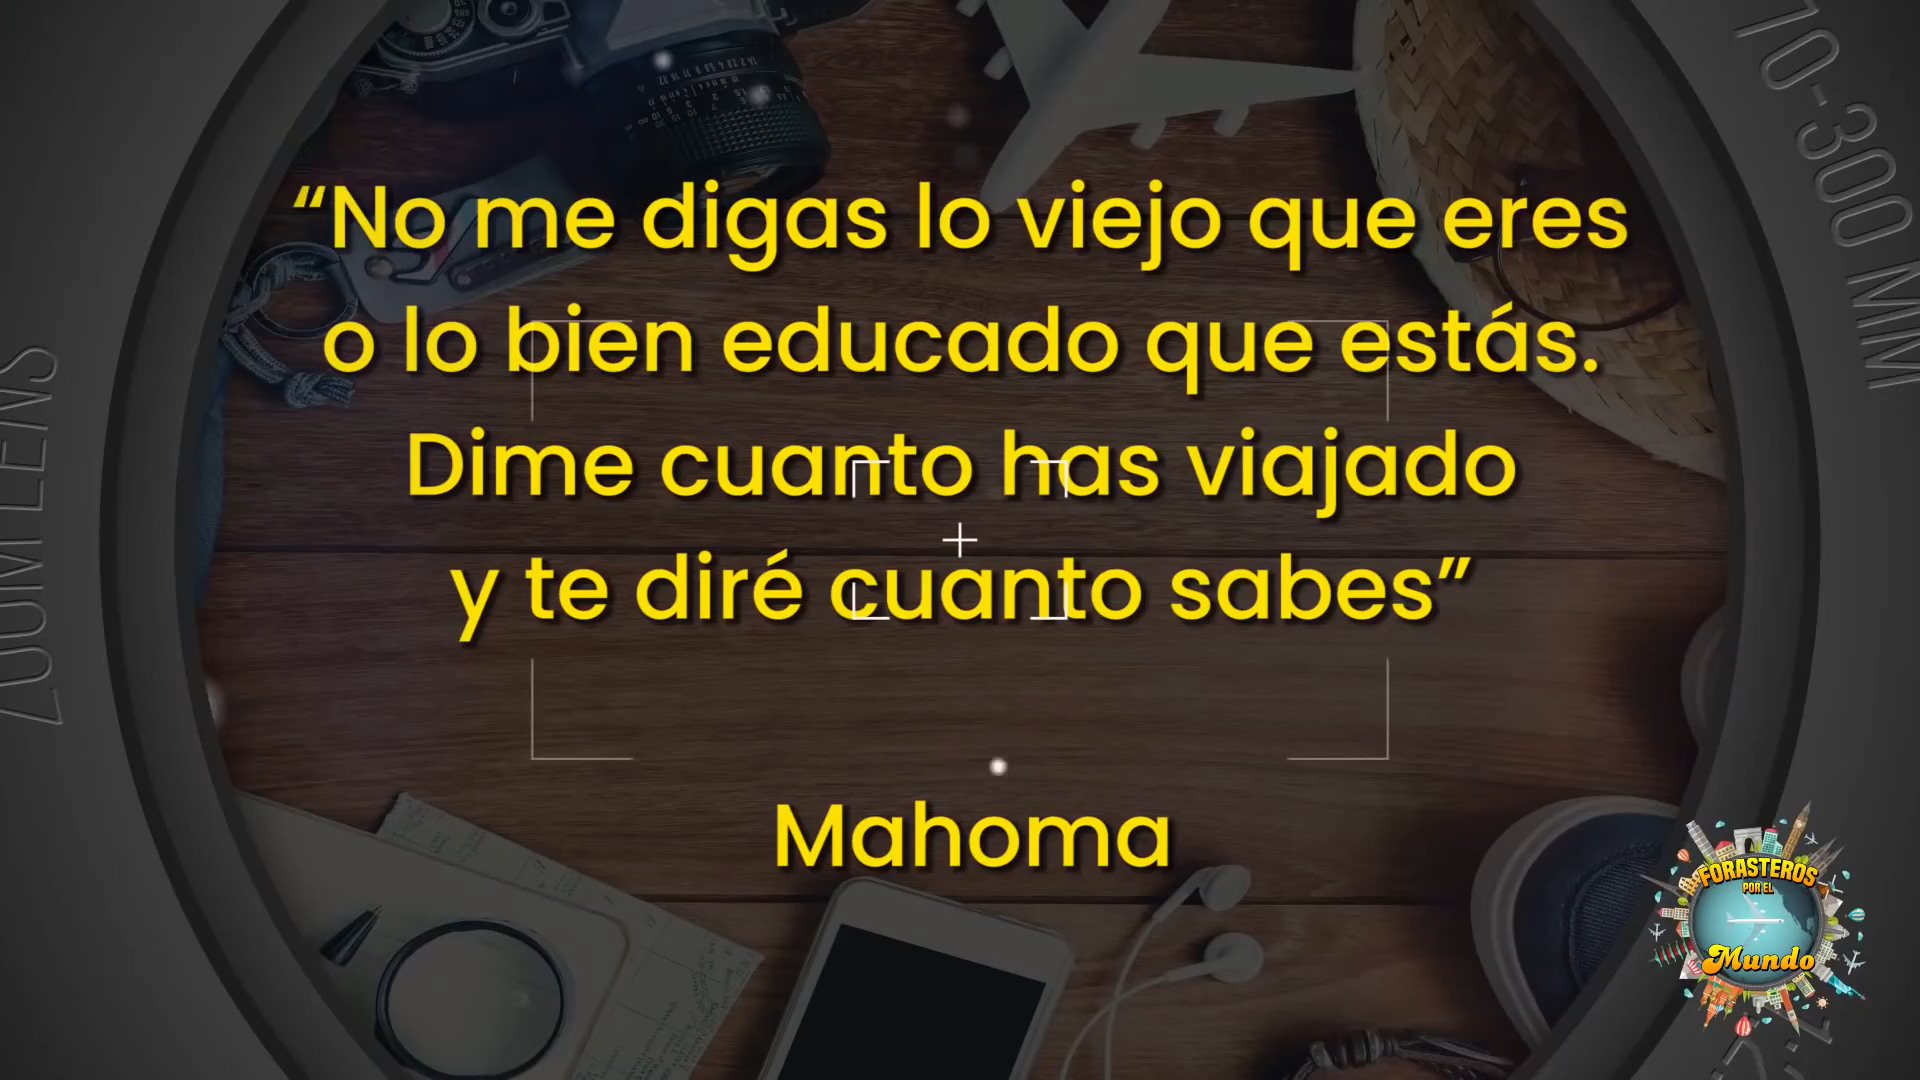 “No me digas lo viejo que eres
o lo bien educado que estás.
Dime cuanto has viajado
y te diré cuanto sabes”
Mahoma
ZOOM LENS
70-300 MM
FORASTEROS
POR EL
Mundo